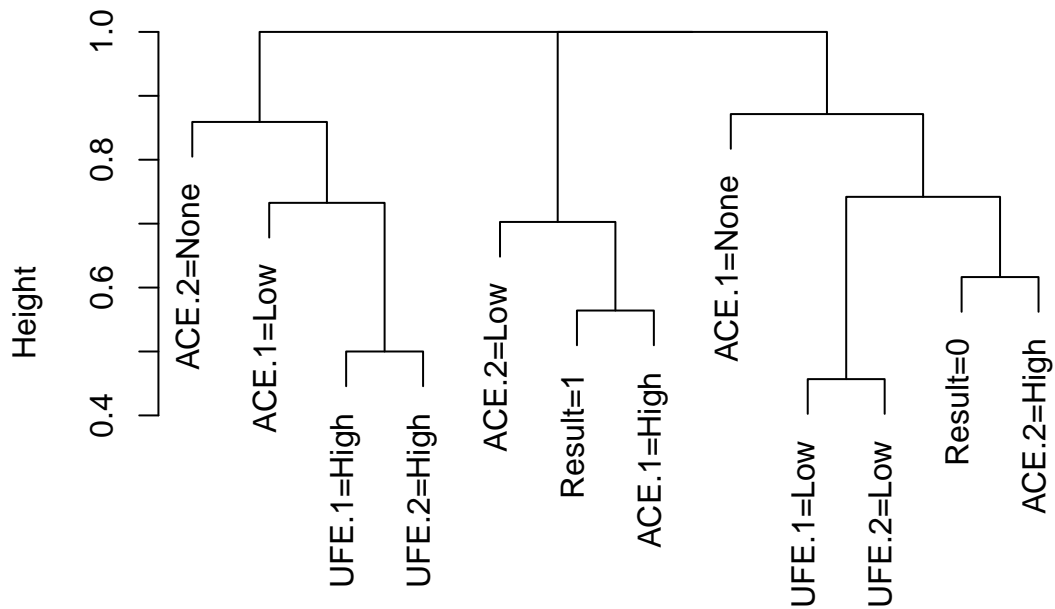 Height
1.0
0.8
0.6
0.4
ACE.2=None
ACE.1=Low
UFE.1=High
UFE.2=High
ACE.2=Low
Result=1
ACE.1=High
ACE.1=None
UFE.1=Low
UFE.2=Low
Result=0
ACE.2=High